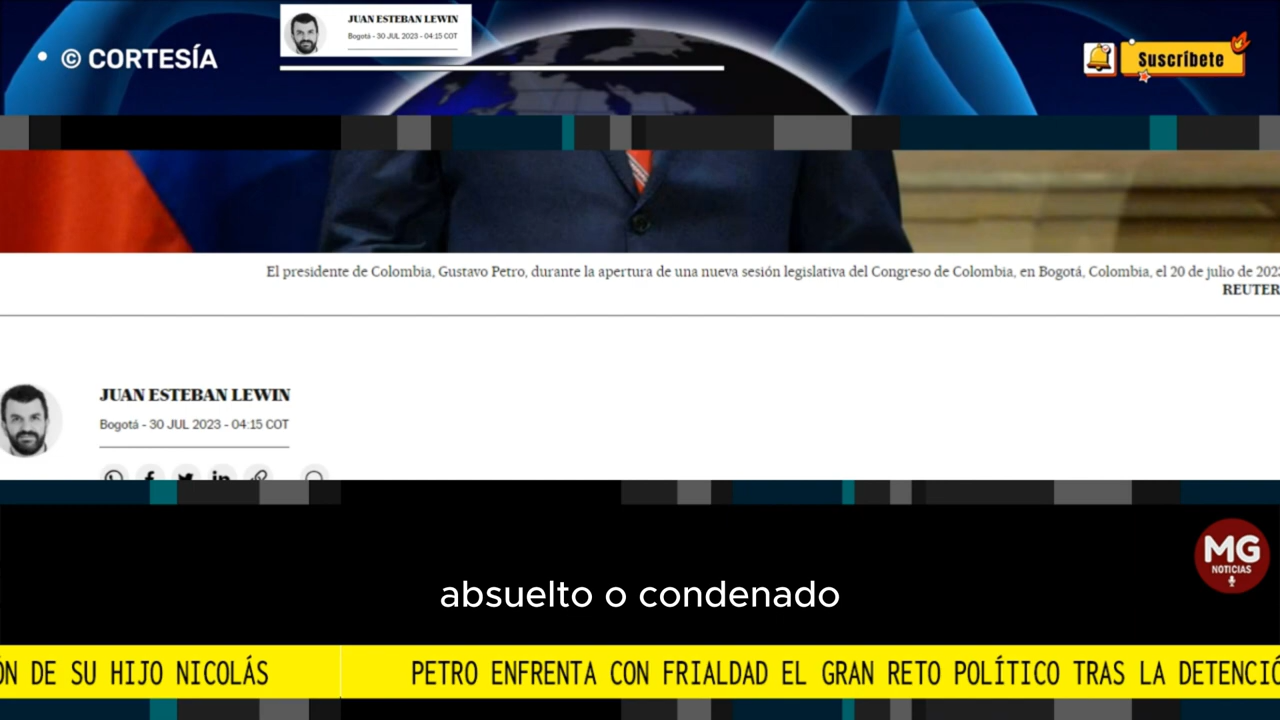 © CORTESÍA
JUAN ESTEBAN LEWIN
Bogotá - 30 JUL 2023 - 04:15 COT
Suscríbete
El presidente de Colombia, Gustavo Petro, durante la apertura de una nueva sesión legislativa del Congreso de Colombia, en Bogotá, Colombia, el 20 de julio de 2023
REUTER
JUAN ESTEBAN LEWIN
Bogotá - 30 JUL 2023 - 04:15 COT
MG
NOTICIAS
absuelto o condenado
ÓN DE SU HIJO NICOLÁS PETRO ENFRENTA CON FRIALDAD EL GRAN RETO POLÍTICO TRAS LA DETENCIÓ